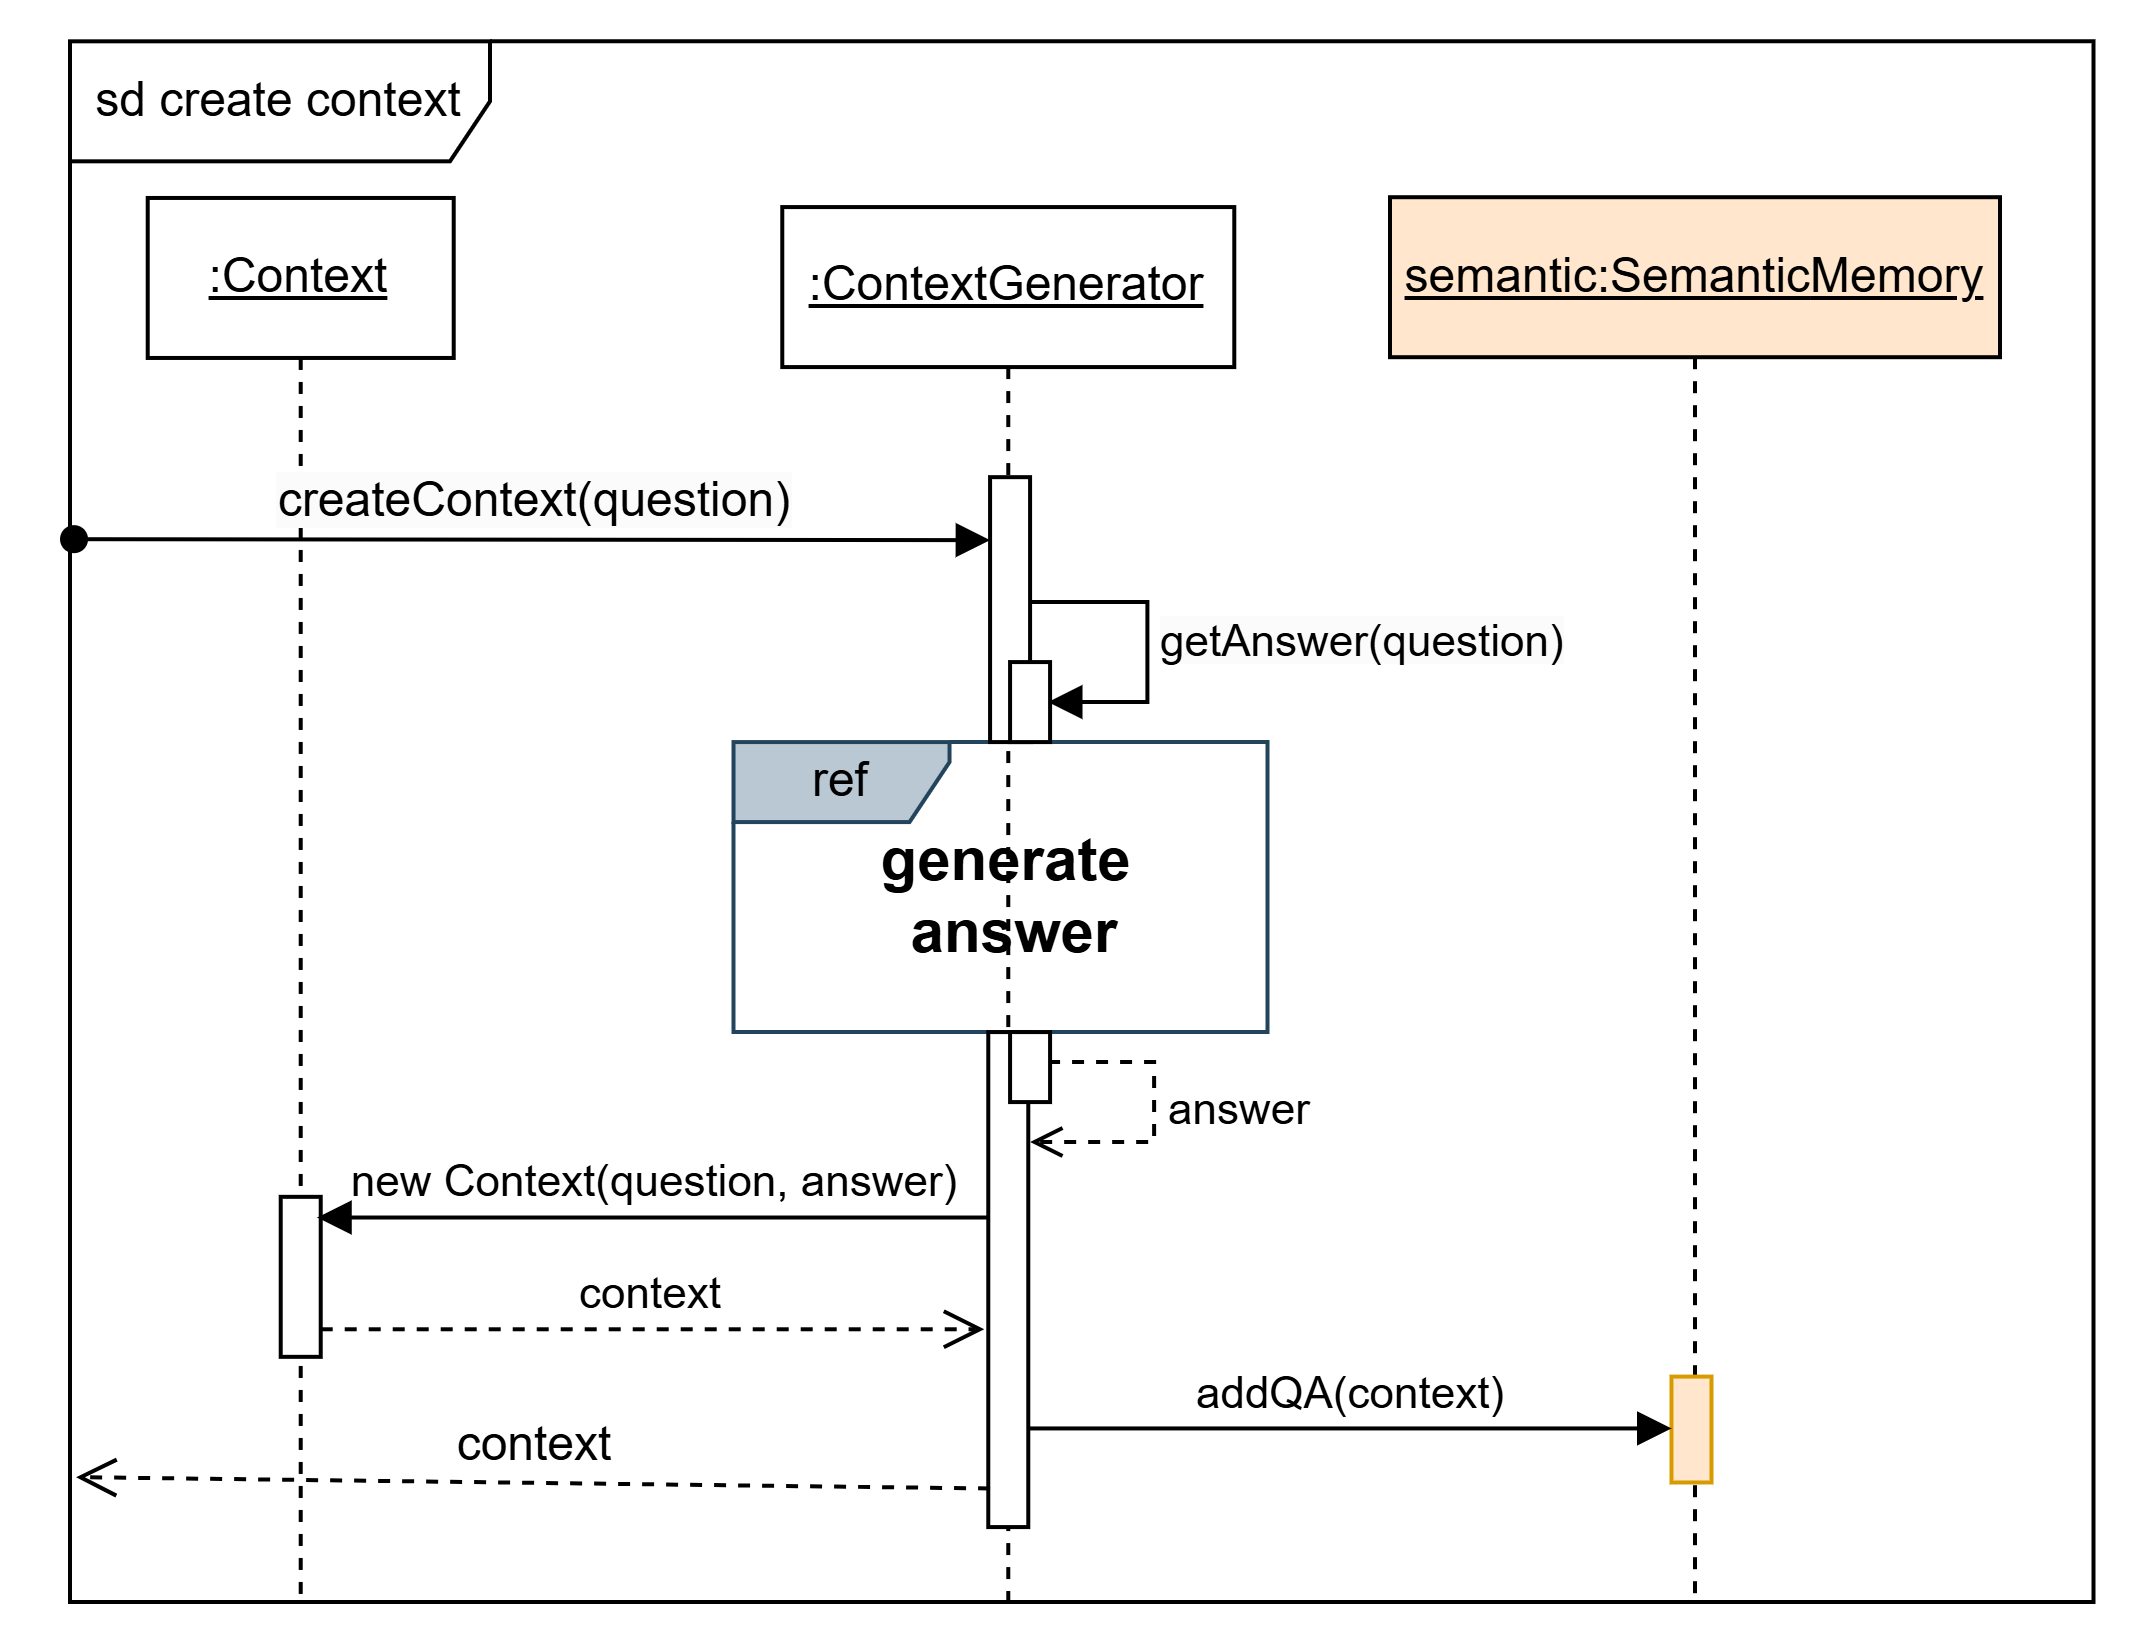 sd create context
:Context
:ContextGenerator
semantic:SemanticMemory
createContext(question)
getAnswer(question)
ref
generate
answer
answer
new Context(question, answer)
context
addQA(context)
context